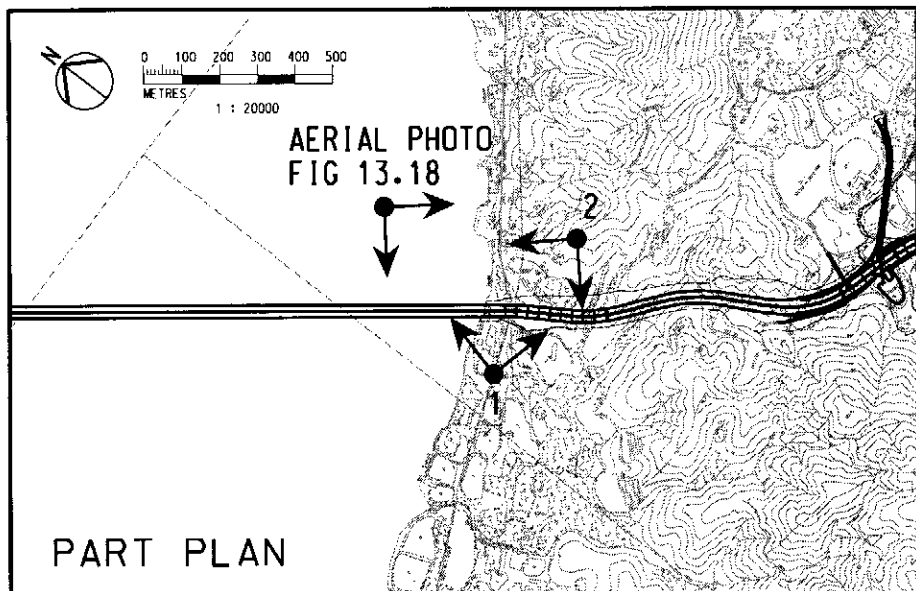 N
0 100 200 300 400 500
METRES
1 : 20000
AERIAL PHOTO
FIG 13.18
2
1
PART PLAN